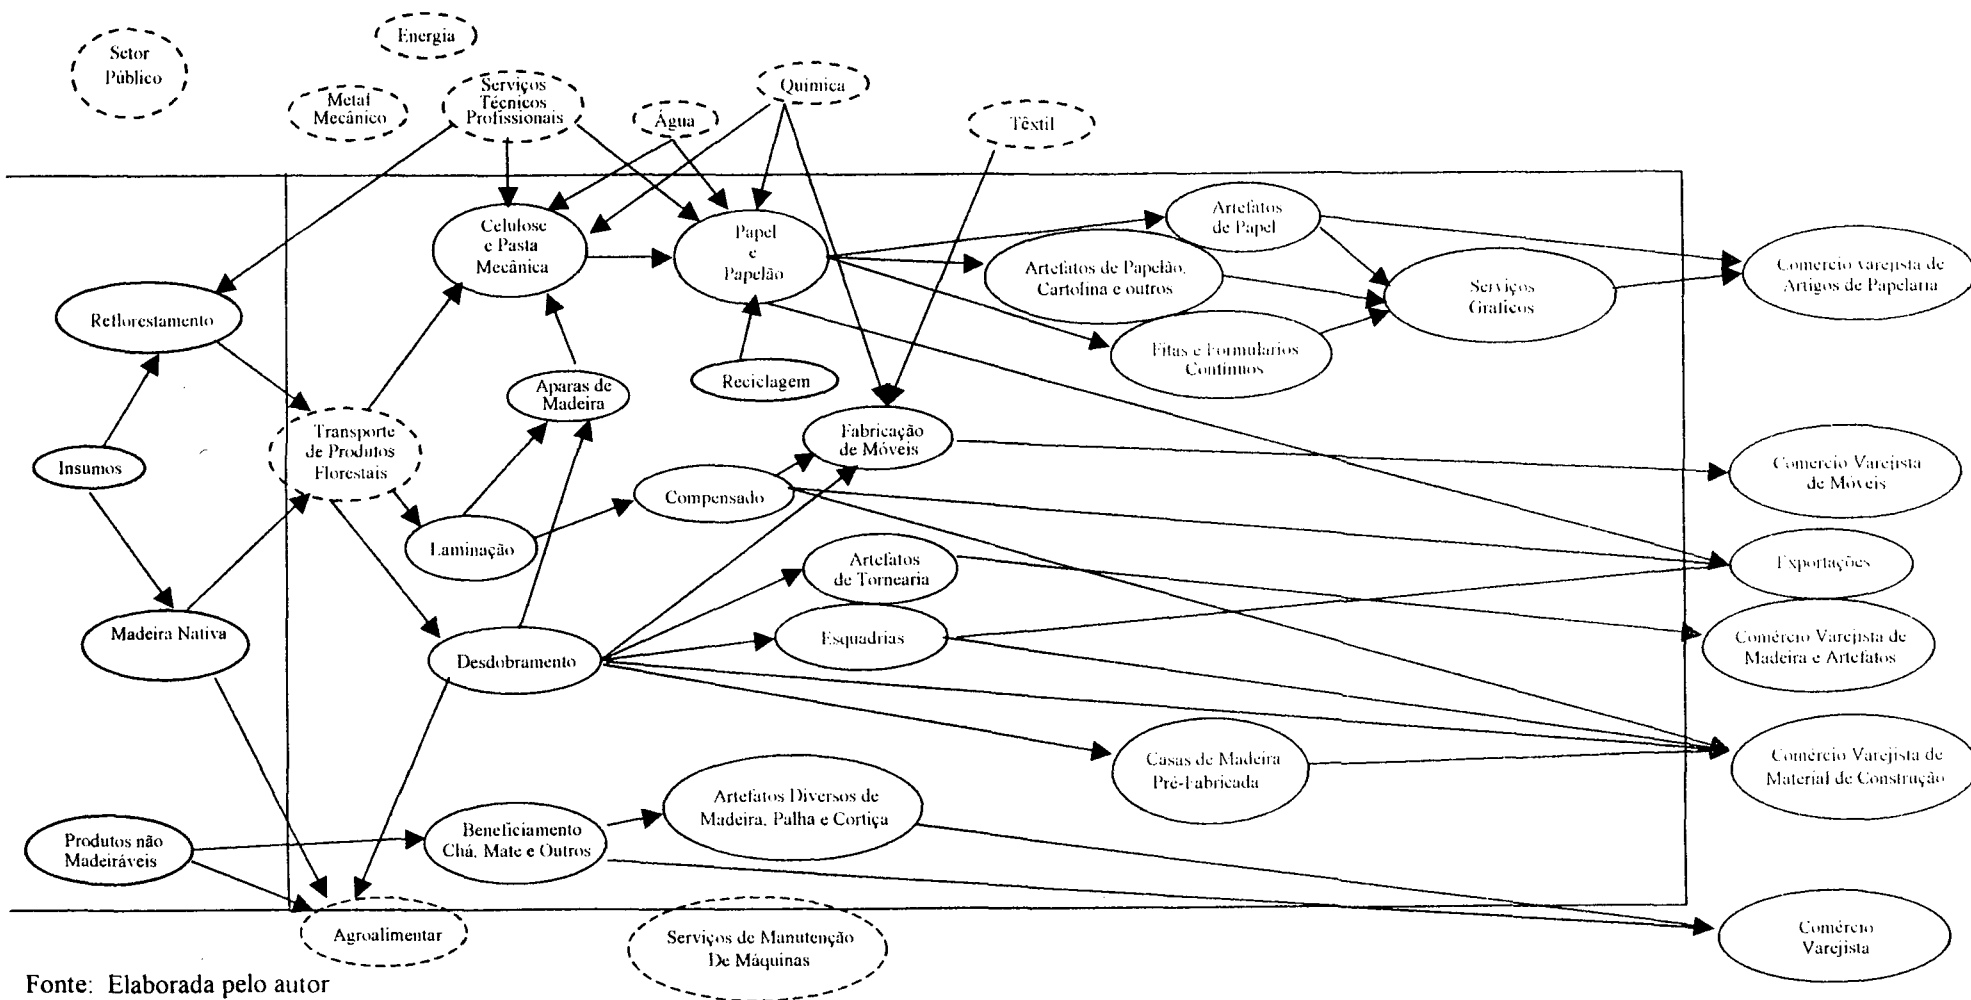 Energia
Setor
Público
Metal
Mecânico
Serviços
Técnicos
Profissionais
Água
Química
Têxtil
Celulose
e Pasta
Mecânica
Papel
e
Papelão
Artefatos
de Papel
Artefatos de Papelão,
Cartolina e outros
Serviços
Gráficos
Comércio varejista de
Artigos de Papelaria
Reflorestamento
Fitas e Formulários
Contínuos
Reciclagem
Aparas de
Madeira
Transporte
de Produtos
Florestais
Fabricação
de Móveis
Insumos
Compensado
Comércio Varejista
de Móveis
Laminação
Artefatos
de Tornearia
Exportações
Madeira Nativa
Desdobramento
Esquadrias
Comércio Varejista de
Madeira e Artefatos
Casas de Madeira
Pré-Fabricada
Comércio Varejista de
Material de Construção
Artefatos Diversos de
Madeira, Palha e Cortiça
Produtos não
Madeiráveis
Beneficiamento
Chá, Mate e Outros
Agroalimentar
Serviços de Manutenção
De Máquinas
Comércio
Varejista
Fonte: Elaborada pelo autor